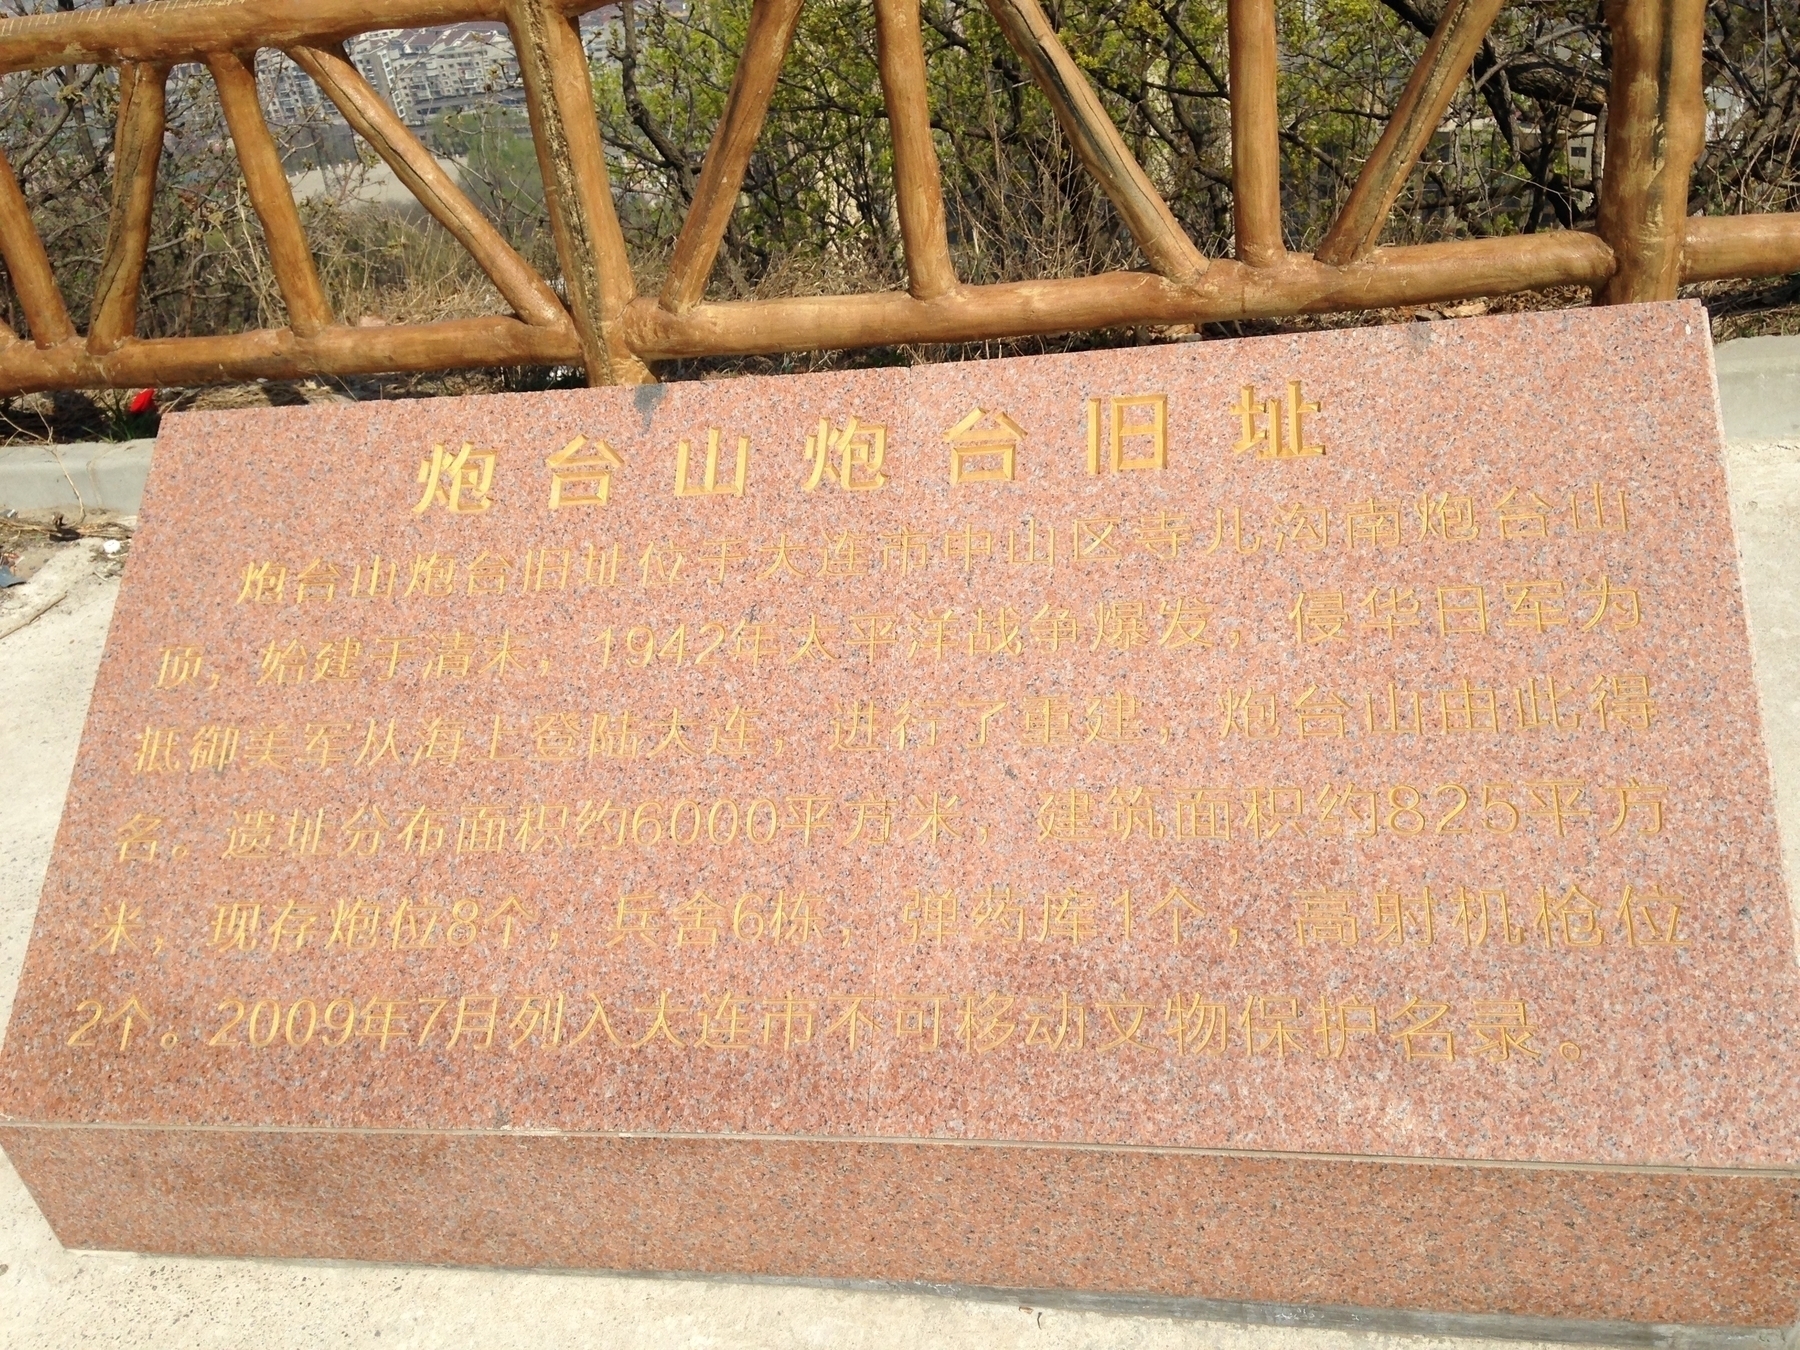 炮台山炮台旧址
炮台山炮台旧址位于大连市中山区寺儿沟南炮台山
顶，始建于清末，1942年太平洋战争爆发，侵华日军为
抵御美军从海上登陆大连，进行了重建，炮台山由此得
名。遗址分布面积约6000平方米，建筑面积约825平方
米，现存炮位8个，兵舍6栋，弹药库1个，高射机枪位
2个。2009年7月列入大连市不可移动文物保护名录。